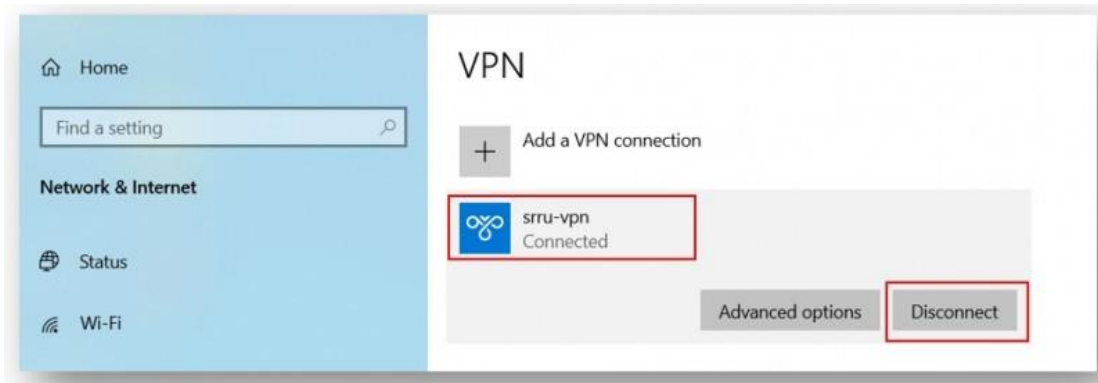 Home
Find a setting
Network & Internet
Status
Wi-Fi
VPN
Add a VPN connection
srru-vpn
Connected
Advanced options
Disconnect